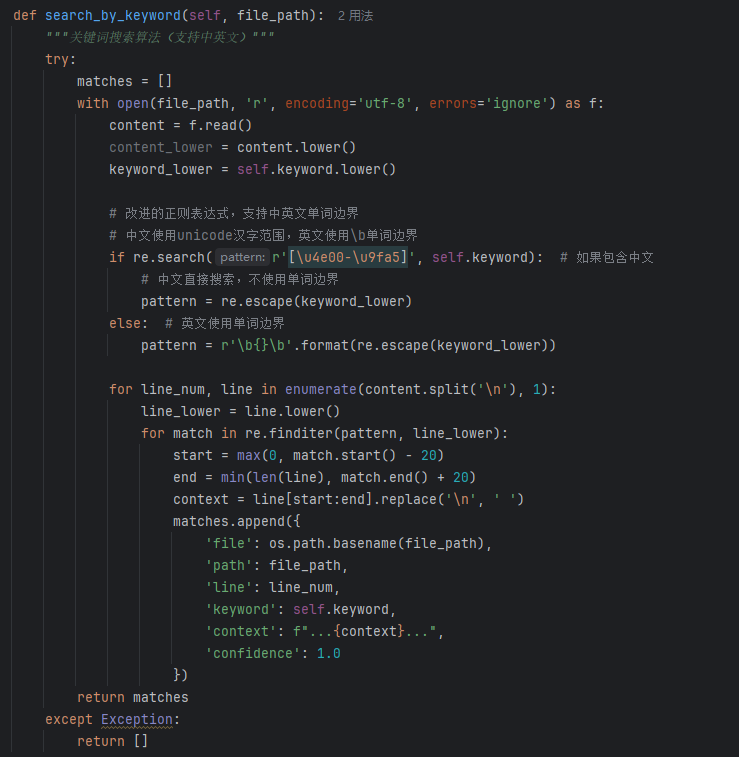 def search_by_keyword(self, file_path): 2 用法
    """关键词搜索算法（支持中英文）"""
    try:
        matches = []
        with open(file_path, 'r', encoding='utf-8', errors='ignore') as f:
            content = f.read()
            content_lower = content.lower()
            keyword_lower = self.keyword.lower()

            # 改进的正则表达式，支持中英文单词边界
            # 中文使用unicode汉字范围，英文使用\b单词边界
            if re.search( pattern: r'[\u4e00-\u9fa5]', self.keyword):  # 如果包含中文
                # 中文直接搜索，不使用单词边界
                pattern = re.escape(keyword_lower)
            else:  # 英文使用单词边界
                pattern = r'\b{}\b'.format(re.escape(keyword_lower))

            for line_num, line in enumerate(content.split('\n'), 1):
                line_lower = line.lower()
                for match in re.finditer(pattern, line_lower):
                    start = max(0, match.start() - 20)
                    end = min(len(line), match.end() + 20)
                    context = line[start:end].replace('\n', ' ')
                    matches.append({
                        'file': os.path.basename(file_path),
                        'path': file_path,
                        'line': line_num,
                        'keyword': self.keyword,
                        'context': f"...{context}...",
                        'confidence': 1.0
                    })
        return matches
    except Exception:
        return []